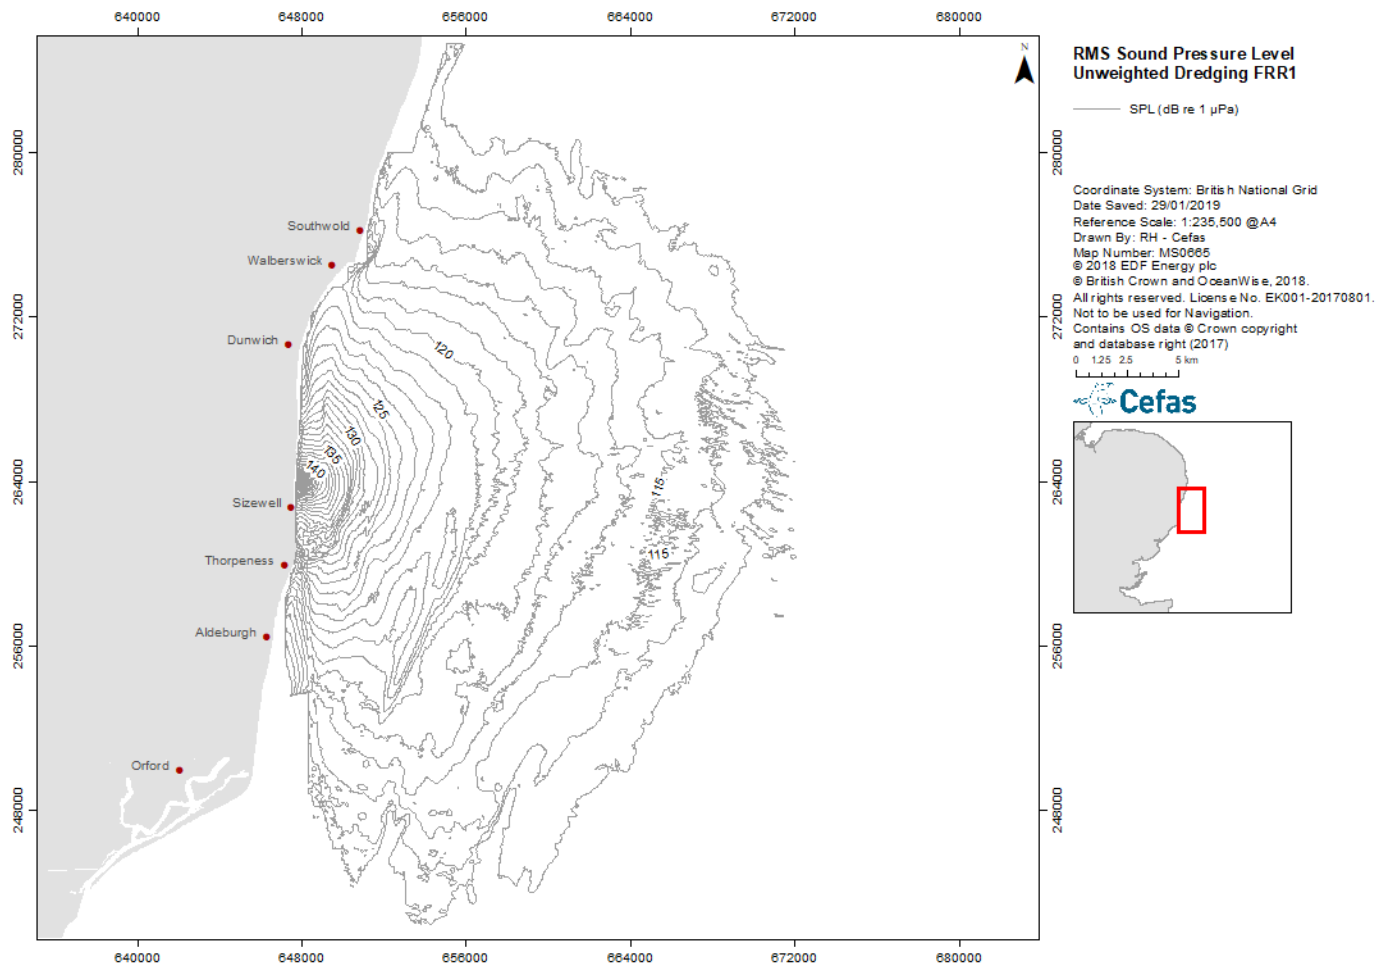 640000 648000 656000 664000 672000 680000
N
RMS Sound Pressure Level
Unweighted Dredging FRR1
SPL (dB re 1 µPa)
280000 280000
Coordinate System: British National Grid
Date Saved: 29/01/2019
Reference Scale: 1:235,500 @A4
Drawn By: RH - Cefas
Map Number: MS0665
© 2018 EDF Energy plc
© British Crown and OceanWise, 2018.
All rights reserved. License No. EK001-20170801.
Not to be used for Navigation.
Contains OS data © Crown copyright
and database right (2017)
0 1.25 2.5 5 km
Cefas
Southwold
Walberswick
272000 272000
Dunwich
120
125
130
135
140
264000 264000
115
Sizewell
115
Thorpeness
Aldeburgh
256000 256000
Orford
248000 248000
640000 648000 656000 664000 672000 680000